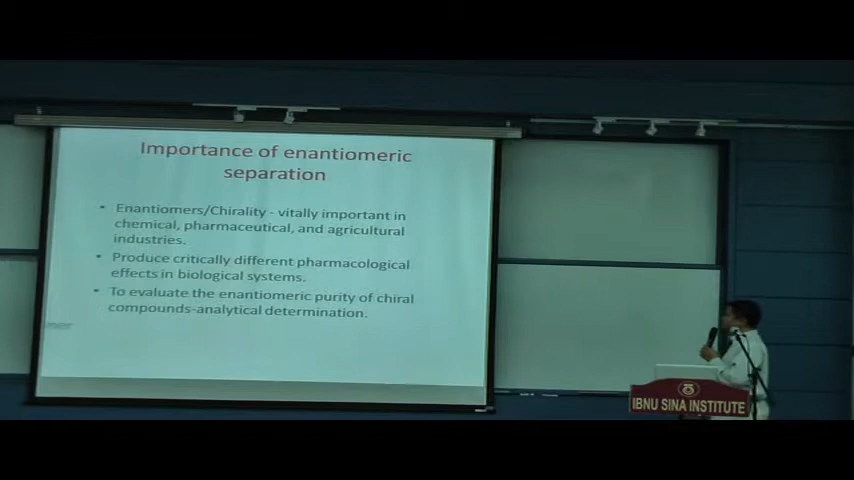 Importance of enantiomeric
separation
• Enantiomers/Chirality - vitally important in
chemical, pharmaceutical, and agricultural
industries.
• Produce critically different pharmacological
effects in biological systems.
• To evaluate the enantiomeric purity of chiral
compounds-analytical determination.
IBNU SINA INSTITUTE